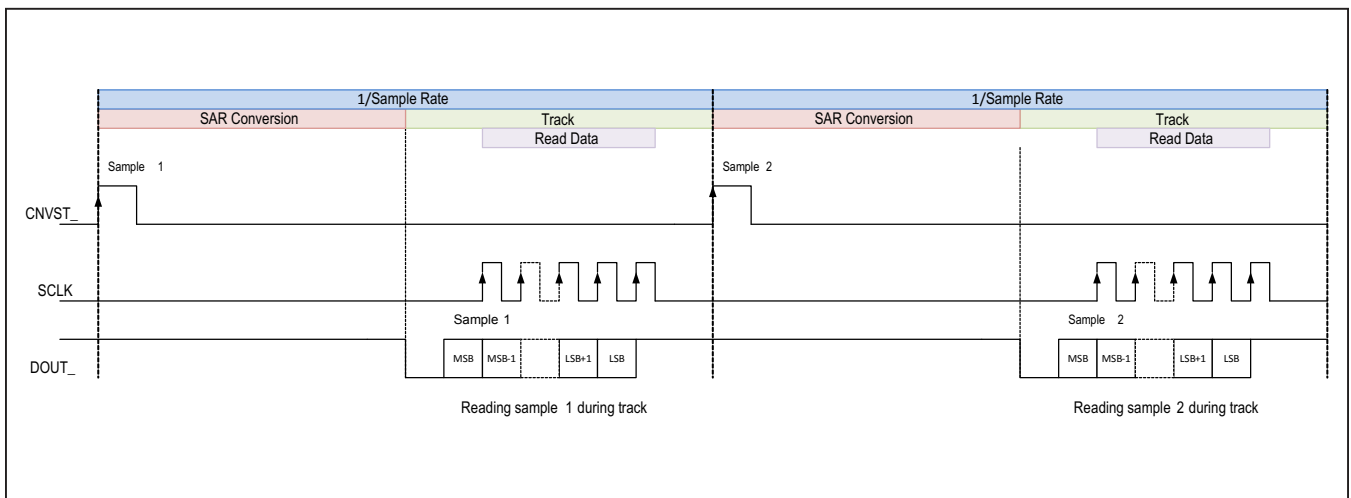 1/Sample Rate 1/Sample Rate
SAR Conversion Track SAR Conversion Track
Read Data Read Data
Sample 1 Sample 2
CNVST_
SCLK
Sample 1 Sample 2
MSB MSB-1 LSB+1 LSB MSB MSB-1 LSB+1 LSB
DOUT_
Reading sample 1 during track Reading sample 2 during track